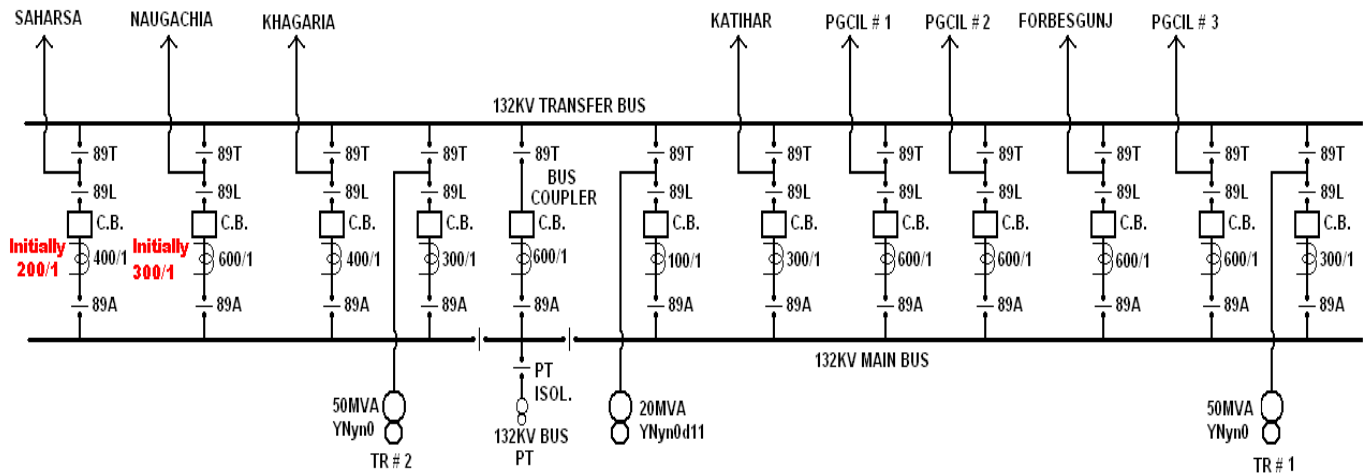 SAHARSA NAUGACHIA KHAGARIA KATIHAR PGCIL # 1 PGCIL # 2 FORBESGUNJ PGCIL # 3
132KV TRANSFER BUS
89T 89T 89T 89T 89T 89T 89T 89T 89T 89T 89T 89T
BUS
COUPLER
89L 89L 89L 89L 89L 89L 89L 89L 89L 89L 89L
C.B. C.B. C.B. C.B. C.B. C.B. C.B. C.B. C.B. C.B. C.B. C.B.
Initially
200/1
400/1
Initially
300/1
600/1 400/1 300/1 600/1 100/1 300/1 600/1 600/1 600/1 600/1 300/1
89A 89A 89A 89A 89A 89A 89A 89A 89A 89A 89A 89A
132KV MAIN BUS
PT
ISOL.
50MVA
YNyn0
TR # 2
132KV BUS
PT
20MVA
YNyn0d11
50MVA
YNyn0
TR # 1